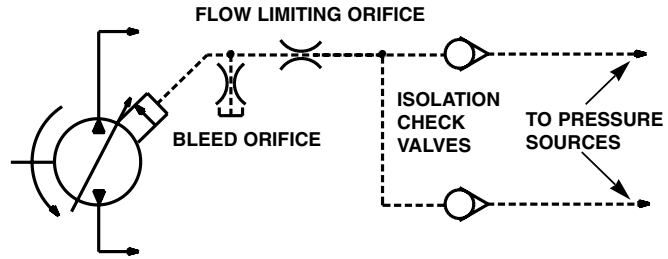 FLOW LIMITING ORIFICE
BLEED ORIFICE
ISOLATION
CHECK
VALVES
TO PRESSURE
SOURCES